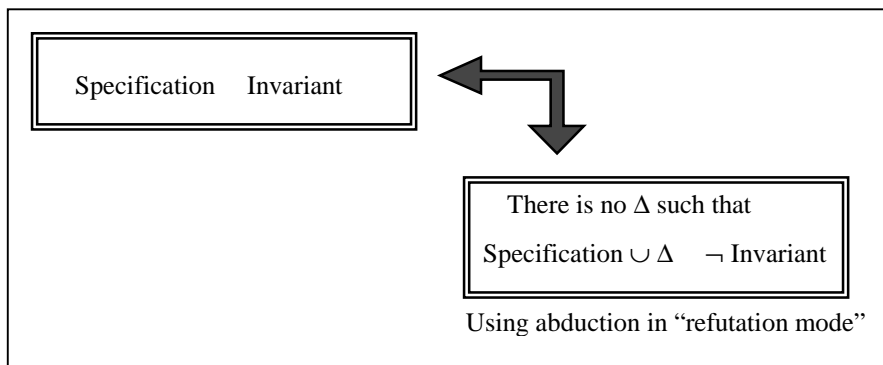 Specification Invariant
There is no Δ such that
Specification ∪ Δ ¬ Invariant
Using abduction in “refutation mode”